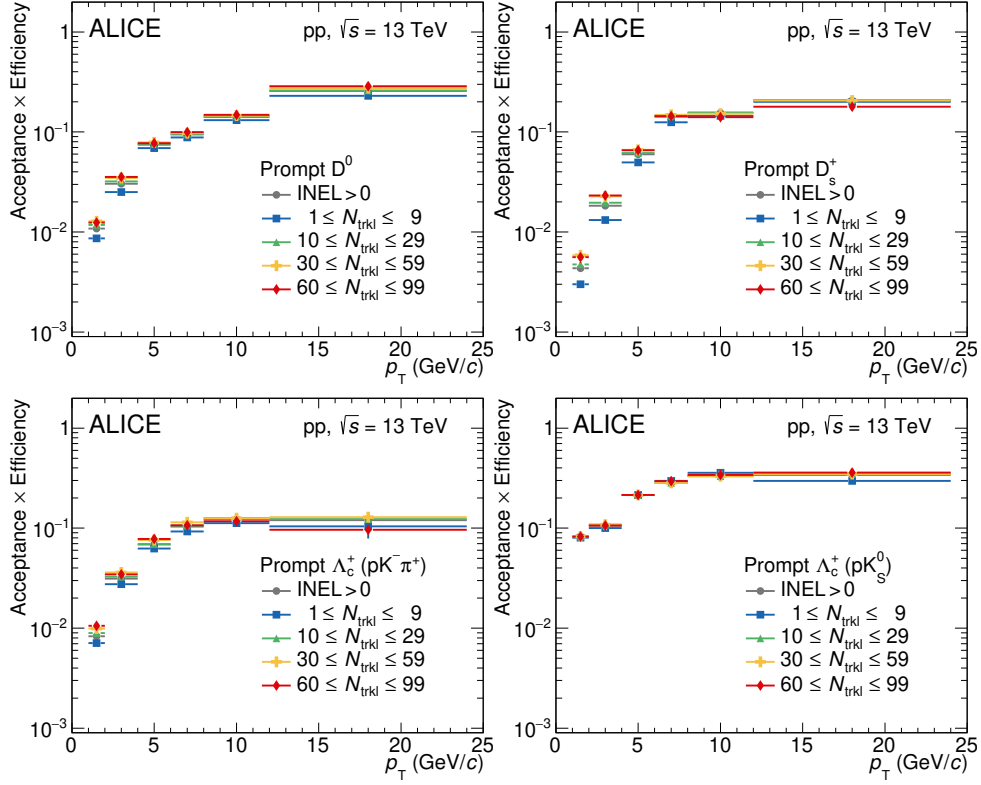 ALICE
pp, √s = 13 TeV
Acceptance × Efficiency
1
10⁻¹
10⁻²
10⁻³
Prompt D⁰
INEL > 0
1 ≤ N_trkl ≤ 9
10 ≤ N_trkl ≤ 29
30 ≤ N_trkl ≤ 59
60 ≤ N_trkl ≤ 99
0 5 10 15 20 25
p_T (GeV/c)
ALICE
pp, √s = 13 TeV
Acceptance × Efficiency
1
10⁻¹
10⁻²
10⁻³
Prompt D_s⁺
INEL > 0
1 ≤ N_trkl ≤ 9
10 ≤ N_trkl ≤ 29
30 ≤ N_trkl ≤ 59
60 ≤ N_trkl ≤ 99
0 5 10 15 20 25
p_T (GeV/c)
ALICE
pp, √s = 13 TeV
Acceptance × Efficiency
1
10⁻¹
10⁻²
10⁻³
Prompt Λ_c⁺ (pK⁻π⁺)
INEL > 0
1 ≤ N_trkl ≤ 9
10 ≤ N_trkl ≤ 29
30 ≤ N_trkl ≤ 59
60 ≤ N_trkl ≤ 99
0 5 10 15 20 25
p_T (GeV/c)
ALICE
pp, √s = 13 TeV
Acceptance × Efficiency
1
10⁻¹
10⁻²
10⁻³
Prompt Λ_c⁺ (pK_S⁰)
INEL > 0
1 ≤ N_trkl ≤ 9
10 ≤ N_trkl ≤ 29
30 ≤ N_trkl ≤ 59
60 ≤ N_trkl ≤ 99
0 5 10 15 20 25
p_T (GeV/c)